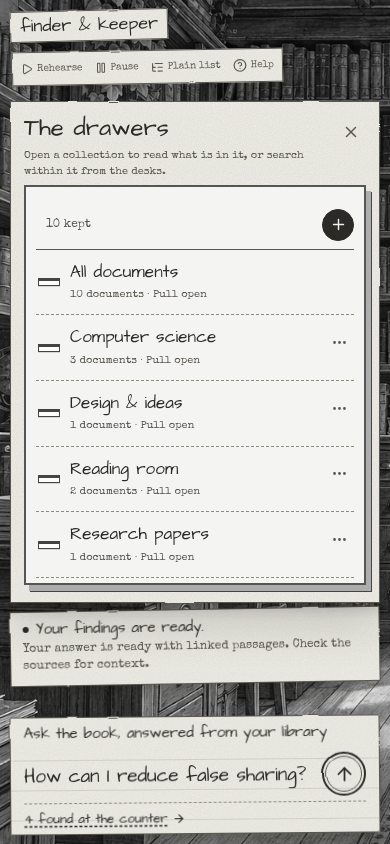 finder & keeper
Rehearse Pause Plain list Help
The drawers
Open a collection to read what is in it, or search
within it from the desks.
10 kept
All documents
10 documents · Pull open
Computer science
3 documents · Pull open
Design & ideas
1 document · Pull open
Reading room
2 documents · Pull open
Research papers
1 document · Pull open
Your findings are ready.
Your answer is ready with linked passages. Check the
sources for context.
Ask the book, answered from your library
How can I reduce false sharing?
4 found at the counter →